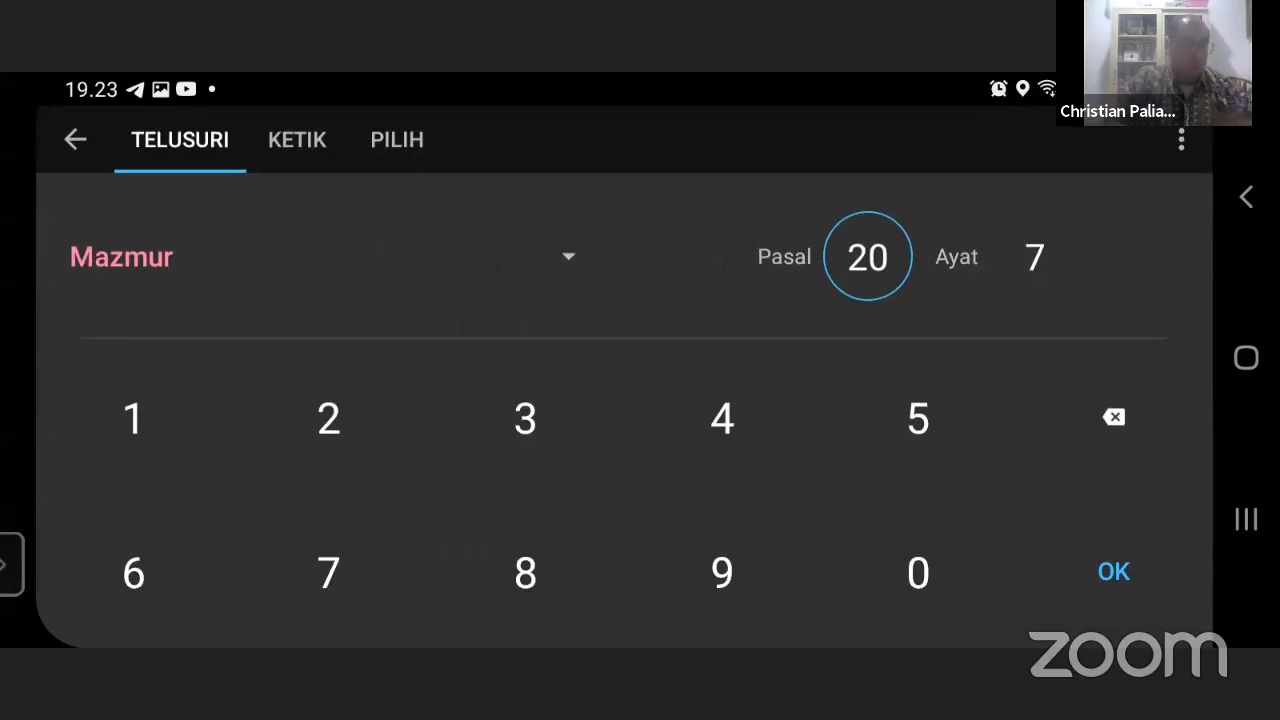 19.23
Christian Palia...
TELUSURI KETIK PILIH
Mazmur Pasal 20 Ayat 7
1 2 3 4 5
6 7 8 9 0 OK
zoom